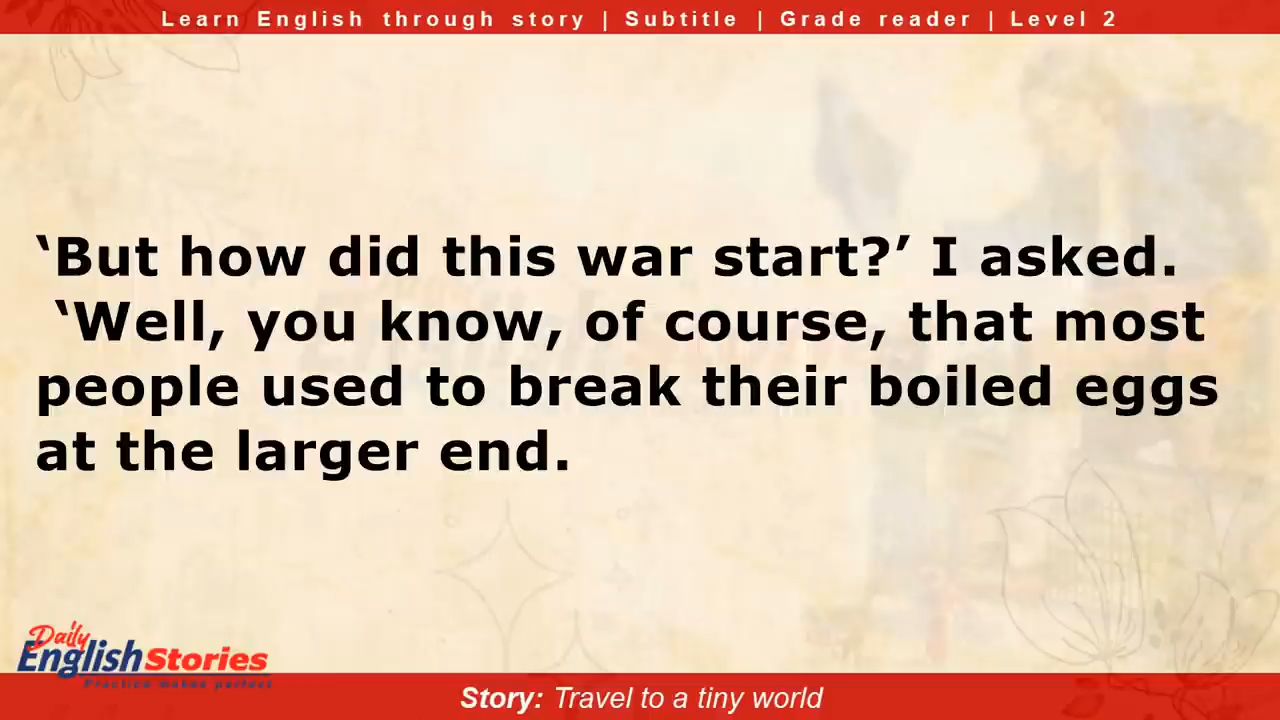 Learn English through story | Subtitle | Grade reader | Level 2
‘But how did this war start?’ I asked.
‘Well, you know, of course, that most
people used to break their boiled eggs
at the larger end.
Daily
English Stories
Practice makes perfect
Story: Travel to a tiny world